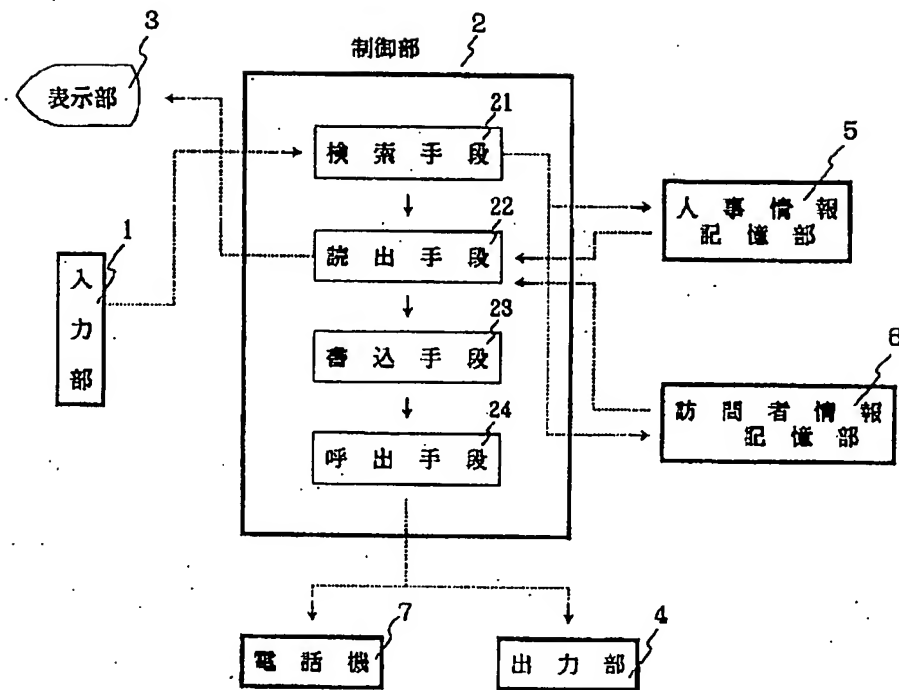 3
制御部
2
表示部
21
検索手段
5
人事情報
記憶部
22
読出手段
1
入力部
23
書込手段
6
訪問者情報
記憶部
24
呼出手段
7
電話機
4
出力部